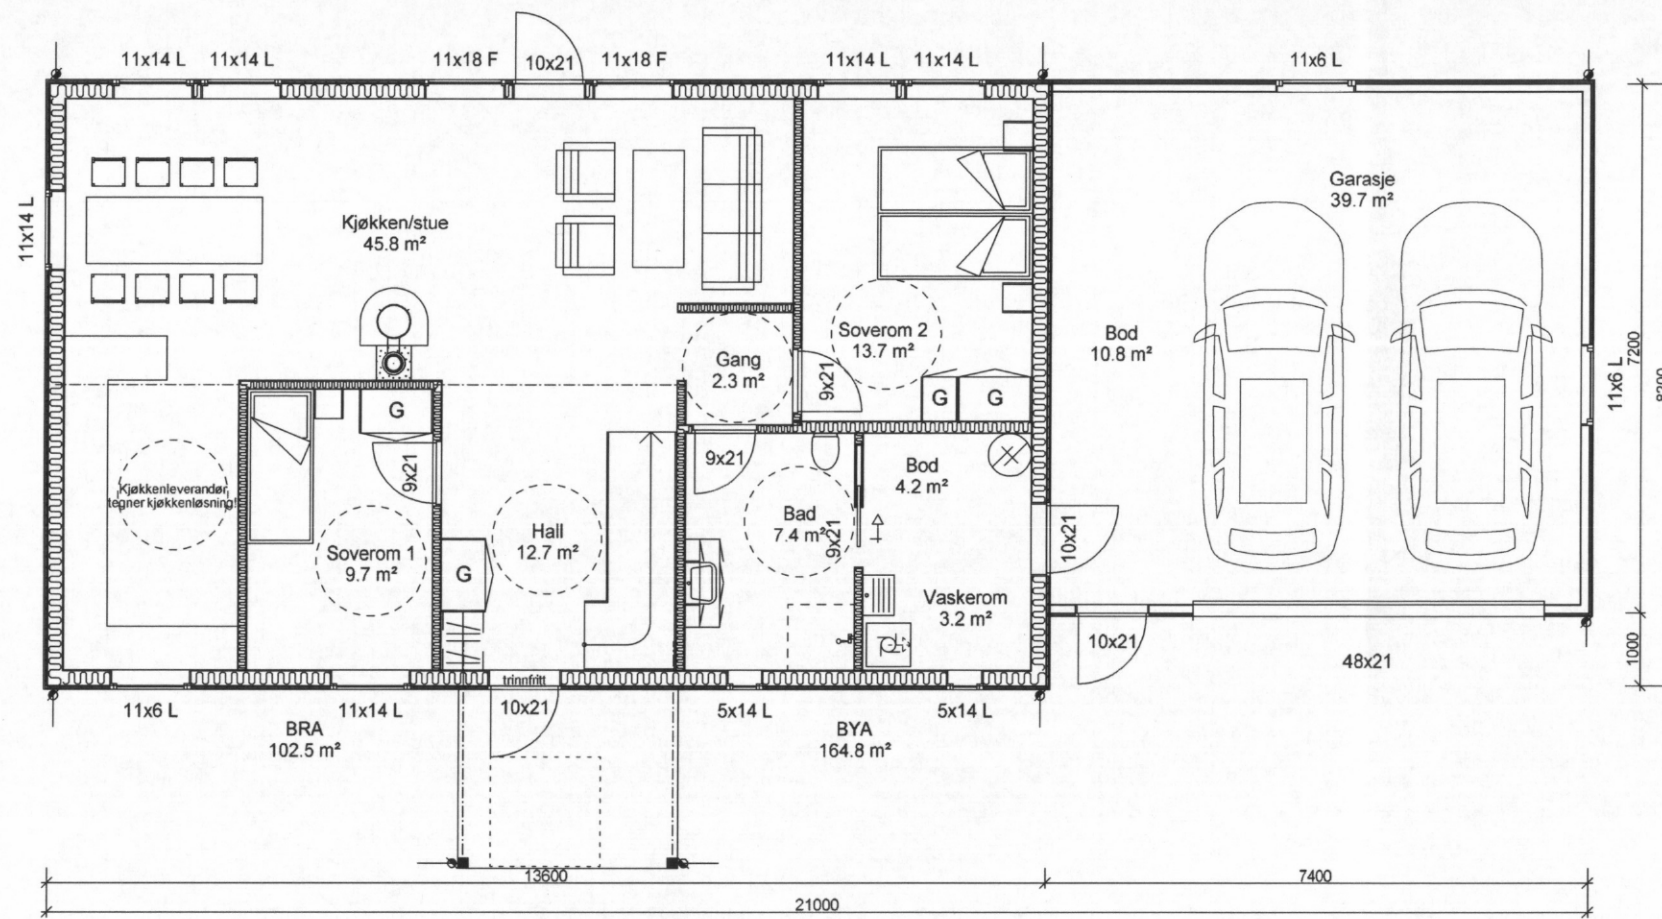 11x14 L
11x14 L
11x18 F
10x21
11x18 F
11x14 L
11x14 L
11x6 L
11x14 L
Kjøkken/stue
45.8 m²
Garasje
39.7 m²
Bod
10.8 m²
Soverom 2
13.7 m²
Gang
2.3 m²
9x21
G
G
G
9x21
9x21
Kjøkkenleverandør
tegner kjøkkenløsning!
Soverom 1
9.7 m²
Hall
12.7 m²
G
Bad
7.4 m²
9x21
Bod
4.2 m²
Vaskerom
3.2 m²
10x21
10x21
48x21
11x6 L
7200
8200
1000
trinnfritt
11x6 L
11x14 L
10x21
5x14 L
5x14 L
BRA
102.5 m²
BYA
164.8 m²
13600
7400
21000